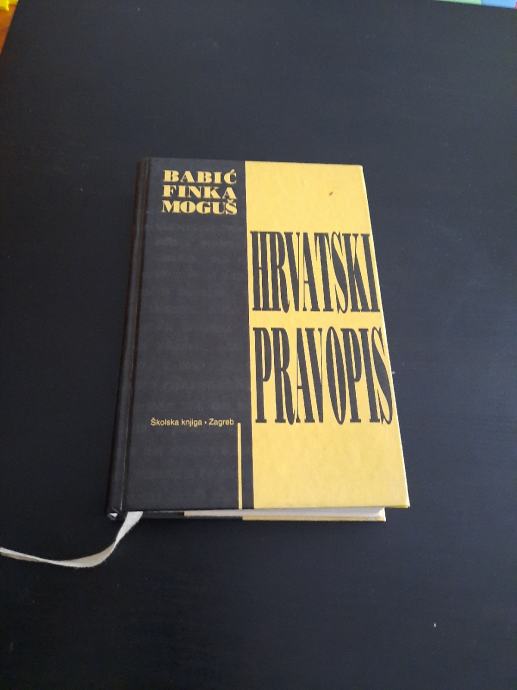 BABIĆ
FINKA
MOGUŠ
HRVATSKI
PRAVOPIS
Školska knjiga • Zagreb